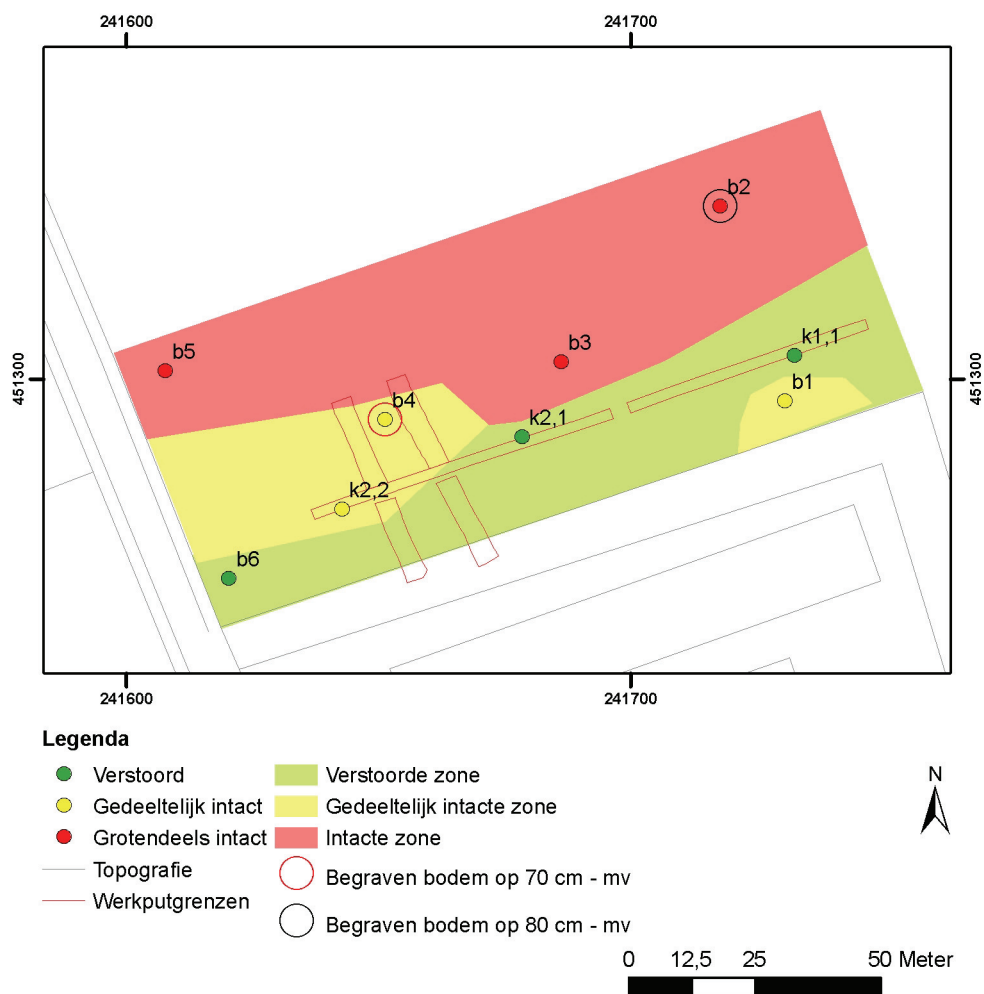 241600 241700
b2
b5
b3
k1,1
451300 451300
b4
b1
k2,1
k2,2
b6
241600 241700
Legenda
Verstoord Verstoorde zone
Gedeeltelijk intact Gedeeltelijk intacte zone
Grotendeels intact Intacte zone
Topografie Begraven bodem op 70 cm - mv
Werkputgrenzen
Begraven bodem op 80 cm - mv
N
0 12,5 25 50 Meter